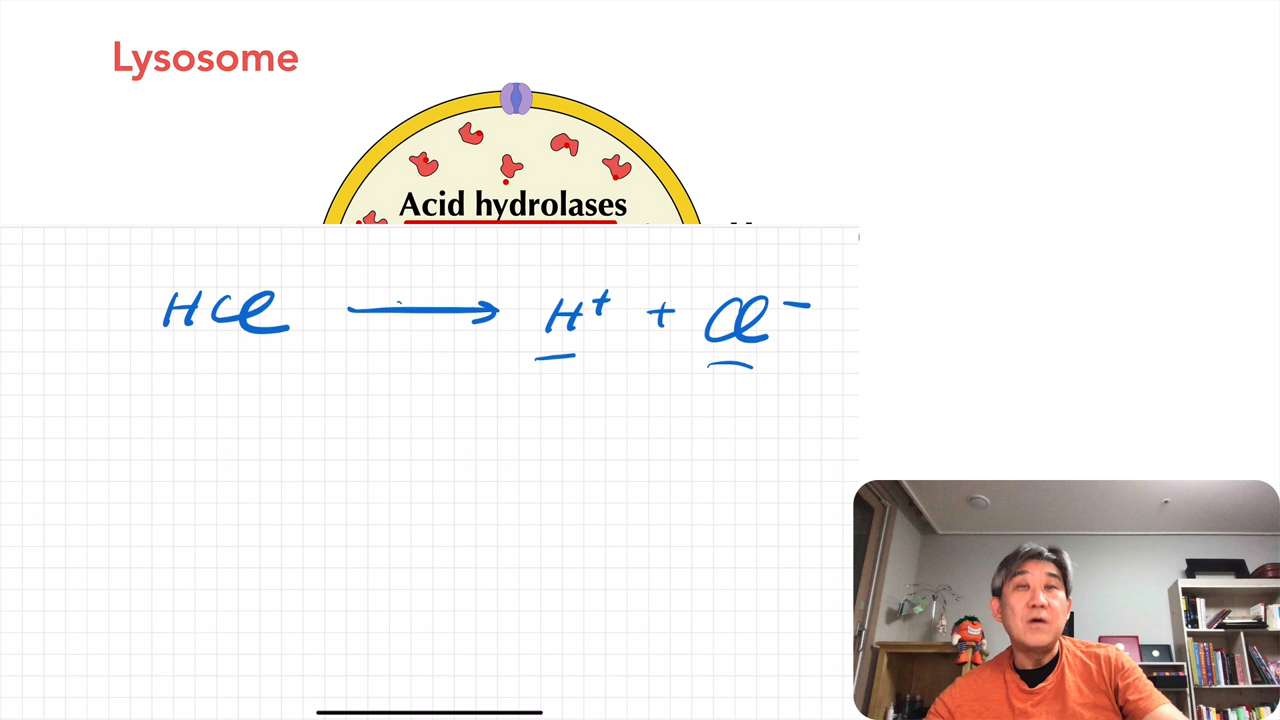 Lysosome
Acid hydrolases
HCl ⟶ H⁺ + Cl⁻